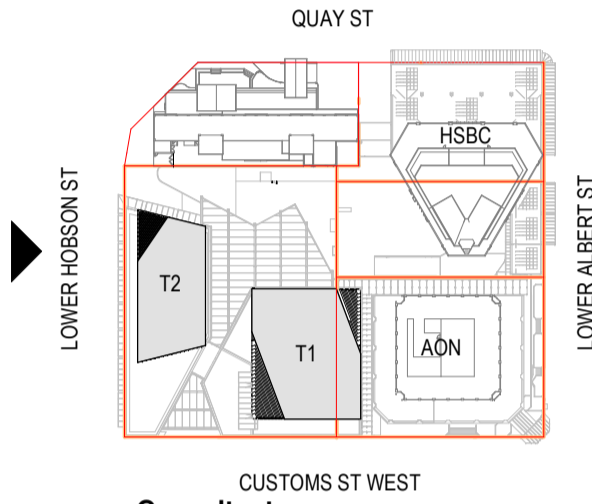 QUAY ST
HSBC
LOWER HOBSON ST
LOWER ALBERT ST
T2
T1
AON
CUSTOMS ST WEST